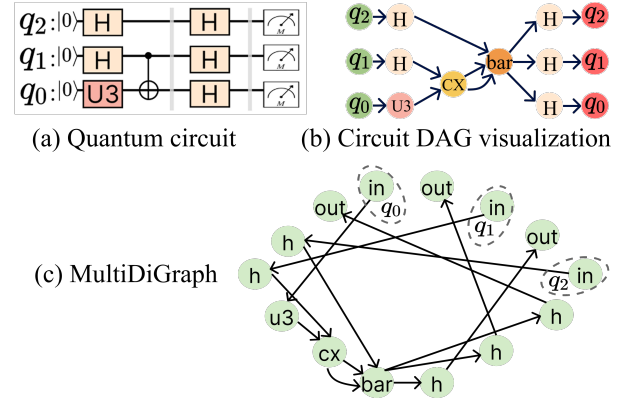 q2 :|0⟩ H M
q1 :|0⟩ H H M
q0 :|0⟩ U3 H M
(a) Quantum circuit
q2 H H q2
q1 H bar H q1
q0 U3 CX H q0
(b) Circuit DAG visualization
in q0
out
in q1
out
out
h
in q2
(c) MultiDiGraph
h
u3
h
cx
h
bar
h